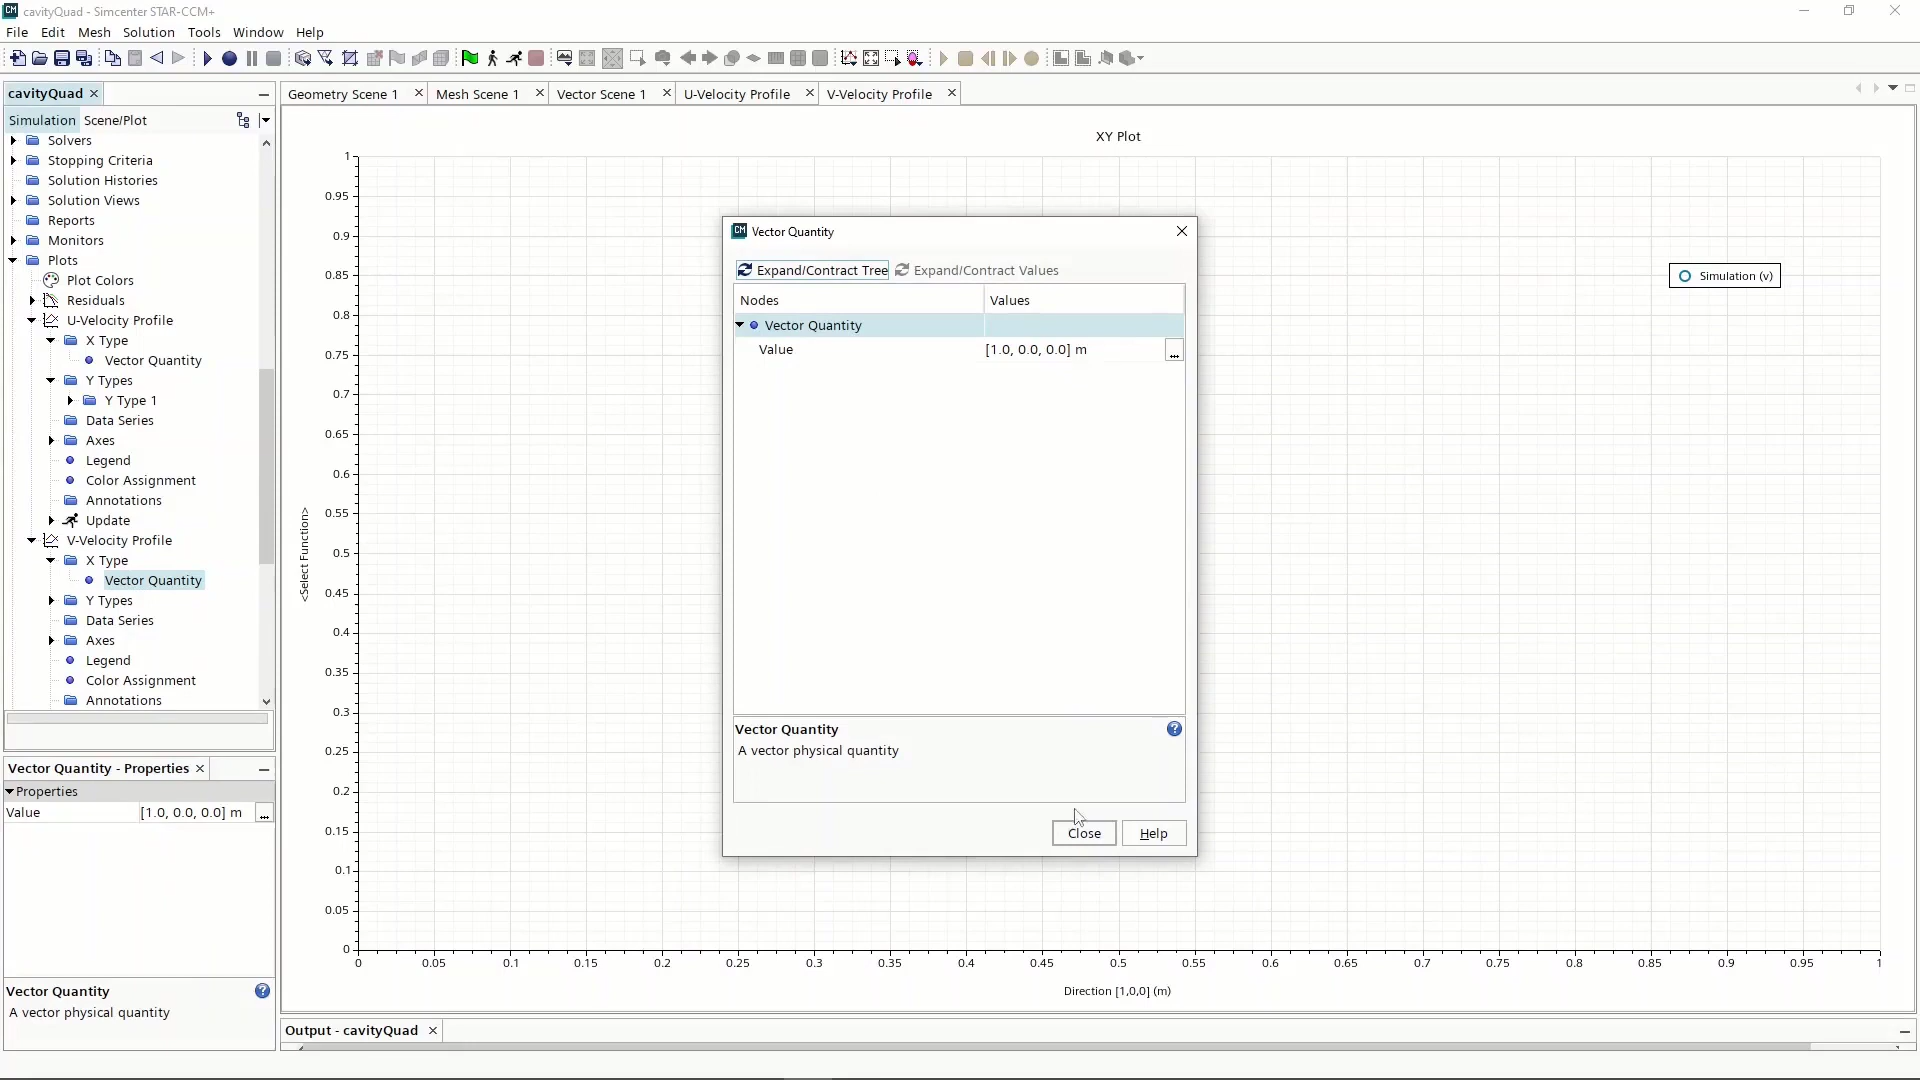 cavityQuad - Simcenter STAR-CCM+
File Edit Mesh Solution Tools Window Help
cavityQuad
Simulation Scene/Plot
Solvers
Stopping Criteria
Solution Histories
Solution Views
Reports
Monitors
Plots
Plot Colors
Residuals
U-Velocity Profile
X Type
Vector Quantity
Y Types
Y Type 1
Data Series
Axes
Legend
Color Assignment
Annotations
Update
V-Velocity Profile
X Type
Vector Quantity
Y Types
Data Series
Axes
Legend
Color Assignment
Annotations
Vector Quantity - Properties
Properties
Value [1.0, 0.0, 0.0] m ...
Vector Quantity
A vector physical quantity
Geometry Scene 1 Mesh Scene 1 Vector Scene 1 U-Velocity Profile V-Velocity Profile
XY Plot
1
0.95
0.9
0.85
0.8
0.75
0.7
0.65
0.6
0.55
0.5
0.45
0.4
0.35
0.3
0.25
0.2
0.15
0.1
0.05
0
<Select Function>
0 0.05 0.1 0.15 0.2 0.25 0.3 0.35 0.4 0.45 0.5 0.55 0.6 0.65 0.7 0.75 0.8 0.85 0.9 0.95 1
Direction [1,0,0] (m)
Simulation (v)
CM Vector Quantity
Expand/Contract Tree Expand/Contract Values
Nodes Values
Vector Quantity
Value [1.0, 0.0, 0.0] m ...
Vector Quantity
A vector physical quantity
Close Help
Output - cavityQuad